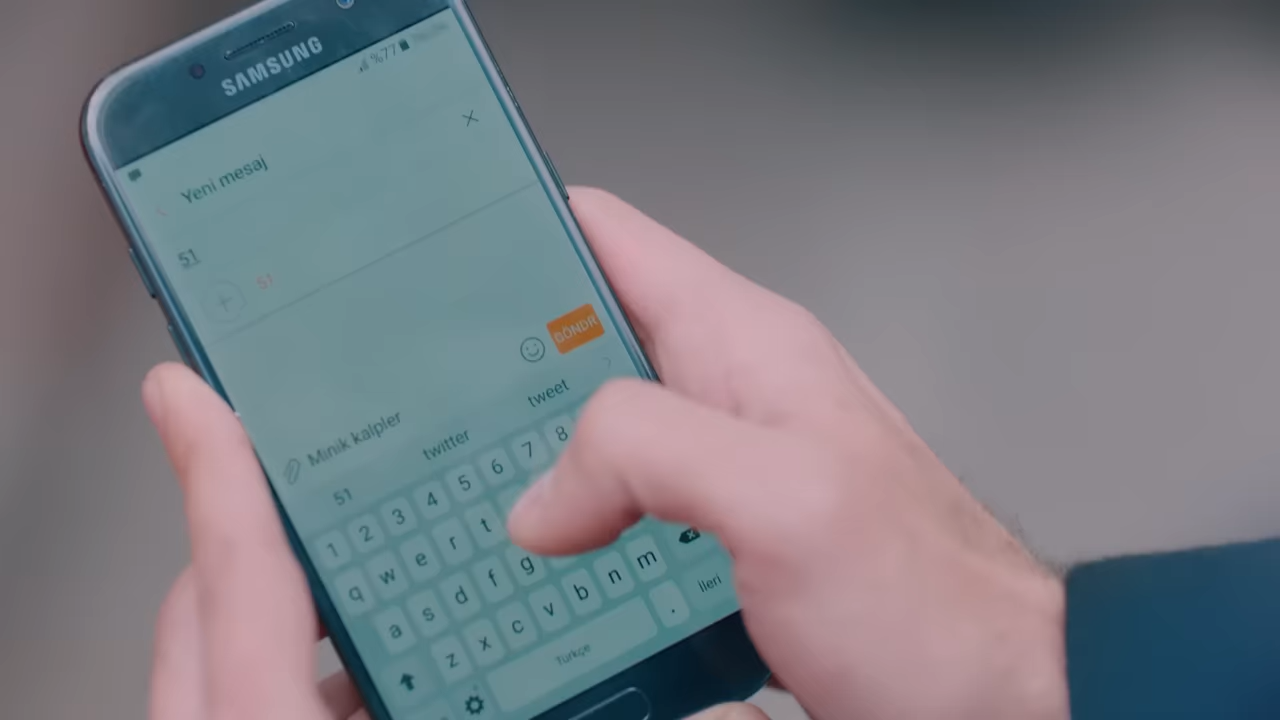 SAMSUNG
%77
Yeni mesaj
51
51
GÖNDR
Minik kalpler
51 twitter tweet
1 2 3 4 5 6 7 8
q w e r t
a s d f g
z x c v b n m
Türkçe . İleri